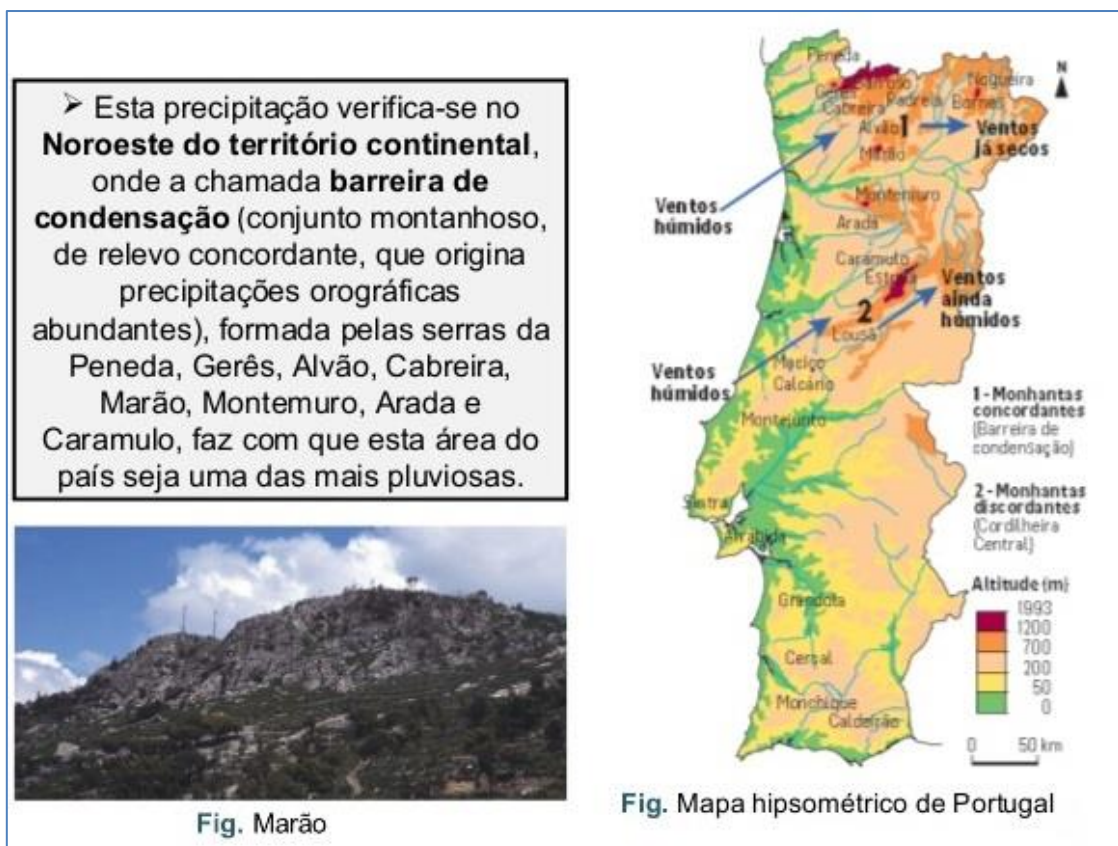 ➢ Esta precipitação verifica-se no
Noroeste do território continental,
onde a chamada barreira de
condensação (conjunto montanhoso,
de relevo concordante, que origina
precipitações orográficas
abundantes), formada pelas serras da
Peneda, Gerês, Alvão, Cabreira,
Marão, Montemuro, Arada e
Caramulo, faz com que esta área do
país seja uma das mais pluviosas.
Fig. Marão
Peneda
Nogueira
N
Cabreira
Padrela
Bornes
Alvão
1
Ventos
já secos
Marão
Ventos
húmidos
Montemuro
Arada
Caramulo
Estrela
Ventos
ainda
húmidos
2
Lousã
Ventos
húmidos
Maciço
Calcário
Montejunto
1 - Monhantas
concordantes
(Barreira de
condensação)
Sintra
2 - Monhantas
discordantes
(Cordilheira
Central)
Arrábida
Altitude (m)
1993
1200
700
200
50
0
Grândola
Cercal
Monchique
Caldeirão
0 50 km
Fig. Mapa hipsométrico de Portugal